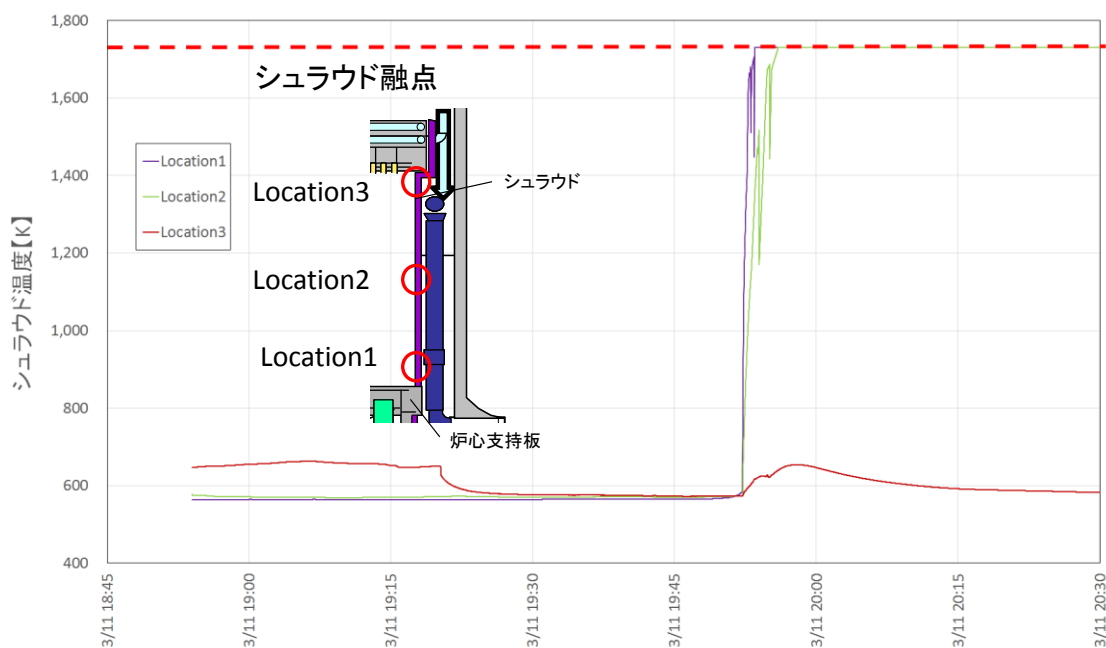 1,800
1,600
1,400
1,200
1,000
800
600
400
シュラウド温度【K】
シュラウド融点
Location1
Location2
Location3
Location3
シュラウド
Location2
Location1
炉心支持板
3/11 18:45
3/11 19:00
3/11 19:15
3/11 19:30
3/11 19:45
3/11 20:00
3/11 20:15
3/11 20:30